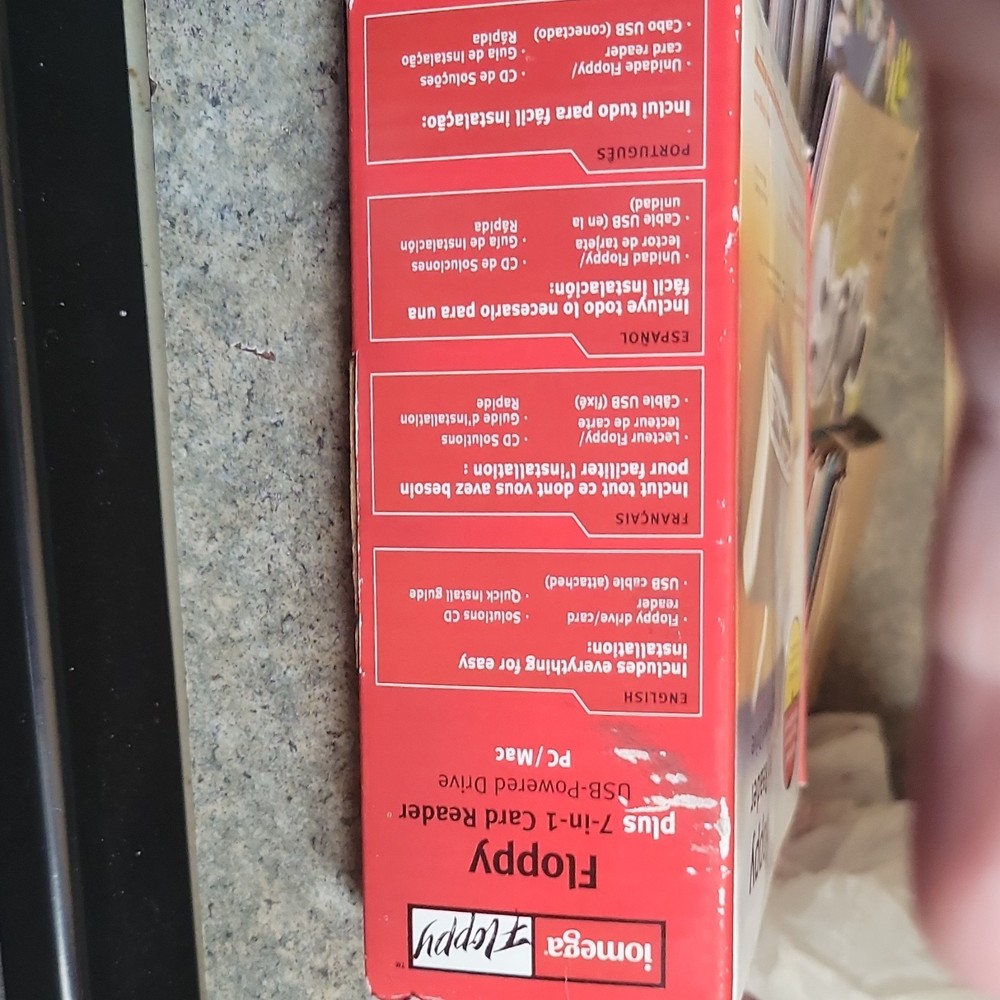 iomega Floppy™
Floppy
plus 7-in-1 Card Reader
USB-Powered Drive
PC/Mac
ENGLISH
Includes everything for easy
installation:
· Floppy drive/card
reader
· USB cable (attached)
· Solutions CD
· Quick Install guide
FRANÇAIS
Inclut tout ce dont vous avez besoin
pour faciliter l'installation :
· Lecteur Floppy/
lecteur de carte
· Câble USB (fixé)
· CD Solutions
· Guide d'installation
Rapide
ESPAÑOL
Incluye todo lo necesario para una
fácil instalación:
· Unidad Floppy/
lector de tarjeta
· Cable USB (en la
unidad)
· CD de Soluciones
· Guía de Instalación
Rápida
PORTUGUÊS
Inclui tudo para fácil instalação:
· Unidade Floppy/
card reader
· Cabo USB (conectado)
· CD de Soluções
· Guia de Instalação
Rápida